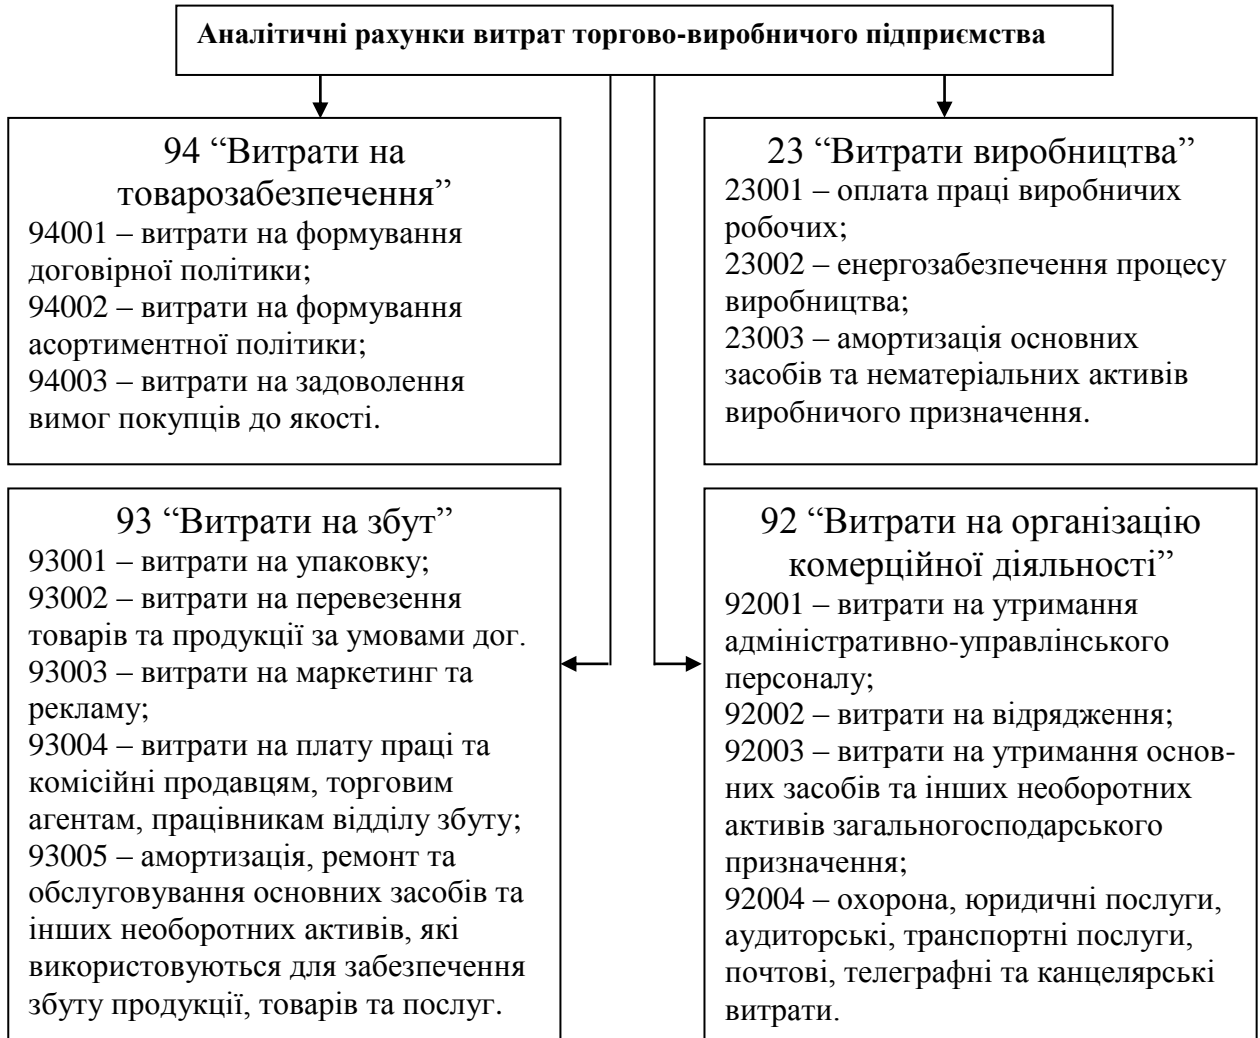 Аналітичні рахунки витрат торгово-виробничого підприємства
94 “Витрати на
товарозабезпечення”
94001 – витрати на формування
договірної політики;
94002 – витрати на формування
асортиментної політики;
94003 – витрати на задоволення
вимог покупців до якості.
23 “Витрати виробництва”
23001 – оплата праці виробничих
робочих;
23002 – енергозабезпечення процесу
виробництва;
23003 – амортизація основних
засобів та нематеріальних активів
виробничого призначення.
93 “Витрати на збут”
93001 – витрати на упаковку;
93002 – витрати на перевезення
товарів та продукції за умовами дог.
93003 – витрати на маркетинг та
рекламу;
93004 – витрати на плату праці та
комісійні продавцям, торговим
агентам, працівникам відділу збуту;
93005 – амортизація, ремонт та
обслуговування основних засобів та
інших необоротних активів, які
використовуються для забезпечення
збуту продукції, товарів та послуг.
92 “Витрати на організацію
комерційної діяльності”
92001 – витрати на утримання
адміністративно-управлінського
персоналу;
92002 – витрати на відрядження;
92003 – витрати на утримання основ-
них засобів та інших необоротних
активів загальногосподарського
призначення;
92004 – охорона, юридичні послуги,
аудиторські, транспортні послуги,
почтові, телеграфні та канцелярські
витрати.